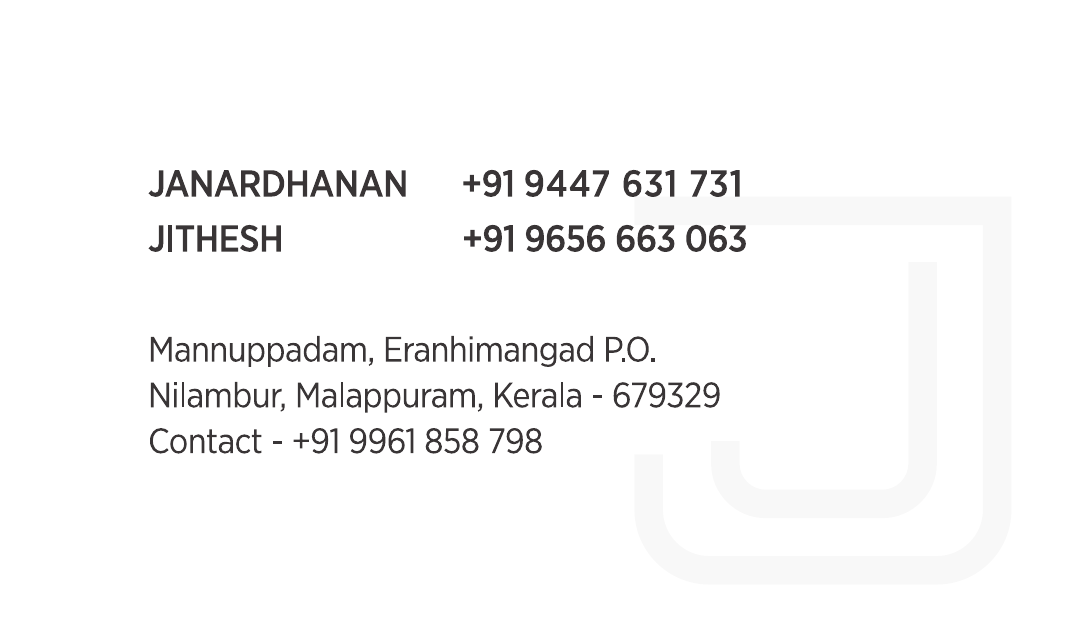 JANARDHANAN +91 9447 631 731
JITHESH +91 9656 663 063
Mannuppadam, Eranhimangad P.O.
Nilambur, Malappuram, Kerala - 679329
Contact - +91 9961 858 798